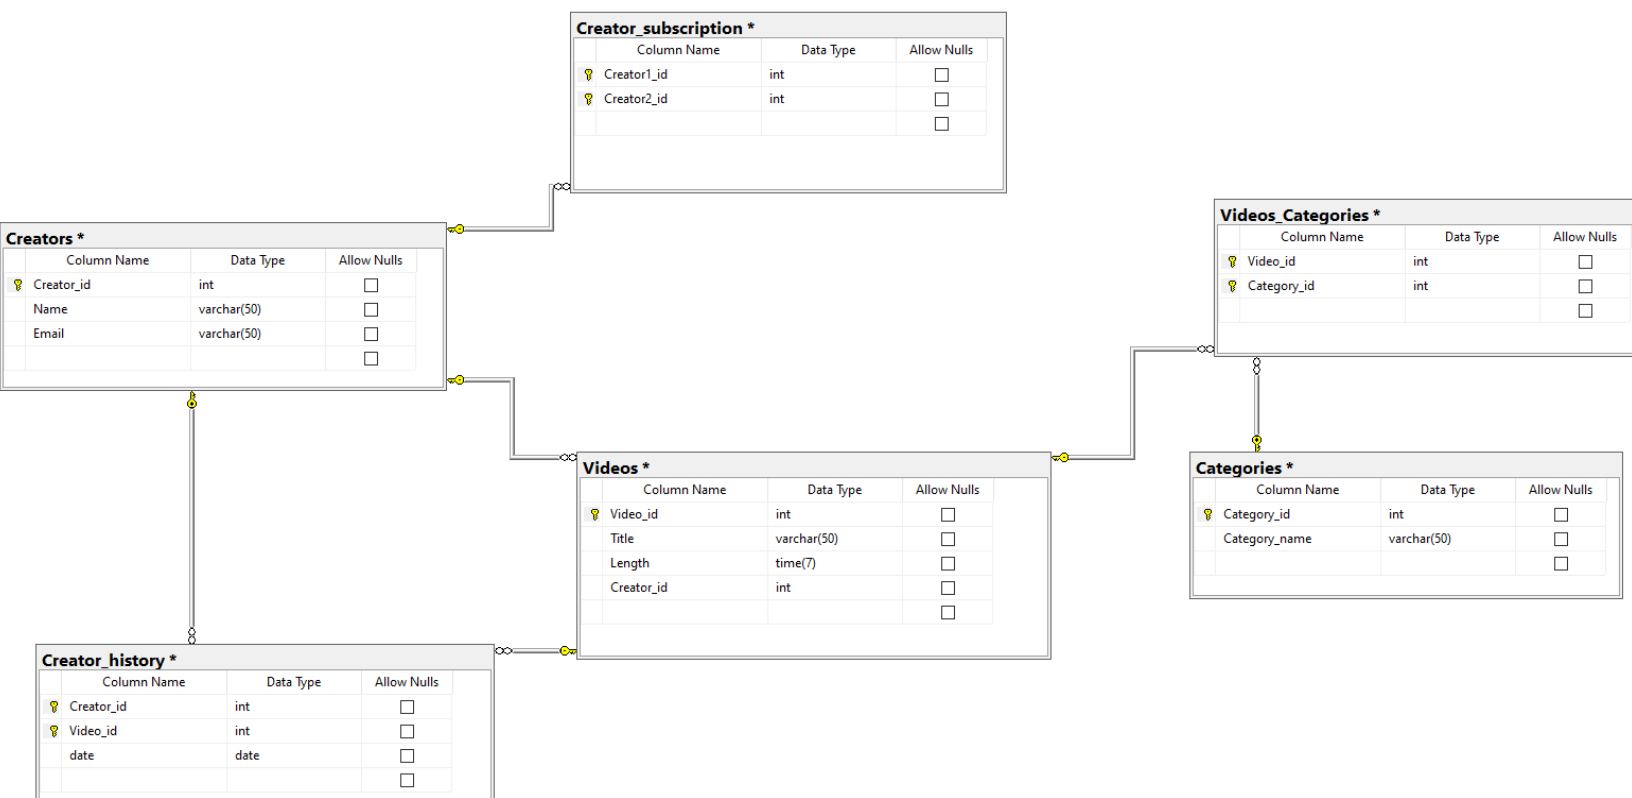 Creator_subscription *
Column Name Data Type Allow Nulls
Creator1_id int
Creator2_id int
Creators *
Column Name Data Type Allow Nulls
Creator_id int
Name varchar(50)
Email varchar(50)
Videos_Categories *
Column Name Data Type Allow Nulls
Video_id int
Category_id int
Videos *
Column Name Data Type Allow Nulls
Video_id int
Title varchar(50)
Length time(7)
Creator_id int
Categories *
Column Name Data Type Allow Nulls
Category_id int
Category_name varchar(50)
Creator_history *
Column Name Data Type Allow Nulls
Creator_id int
Video_id int
date date